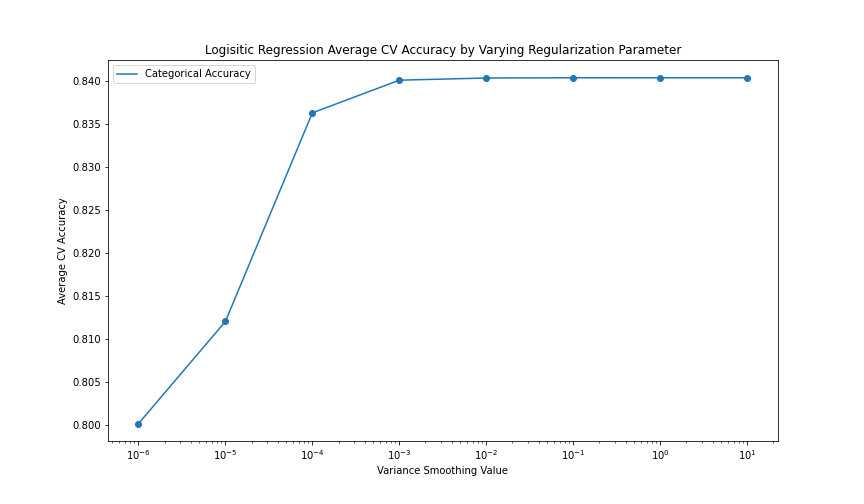 Logisitic Regression Average CV Accuracy by Varying Regularization Parameter
Categorical Accuracy
0.840
0.835
0.830
0.825
0.820
0.815
0.810
0.805
0.800
Average CV Accuracy
10⁻⁶ 10⁻⁵ 10⁻⁴ 10⁻³ 10⁻² 10⁻¹ 10⁰ 10¹
Variance Smoothing Value